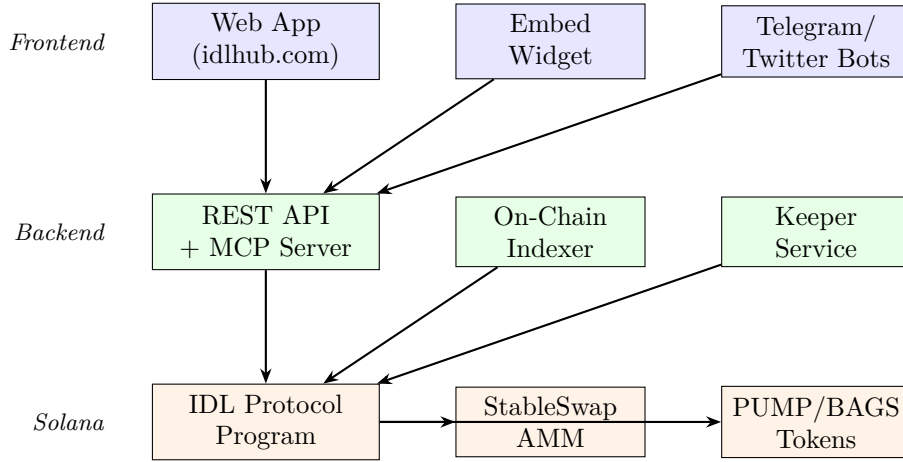 Frontend
Web App
(idlhub.com)
Embed
Widget
Telegram/
Twitter Bots
Backend
REST API
+ MCP Server
On-Chain
Indexer
Keeper
Service
Solana
IDL Protocol
Program
StableSwap
AMM
PUMP/BAGS
Tokens